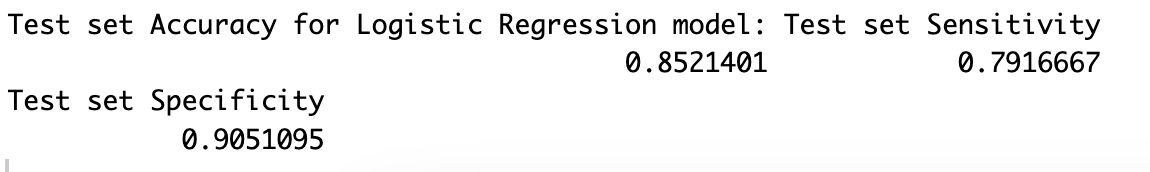 Test set Accuracy for Logistic Regression model: Test set Sensitivity
0.8521401 0.7916667
Test set Specificity
0.9051095